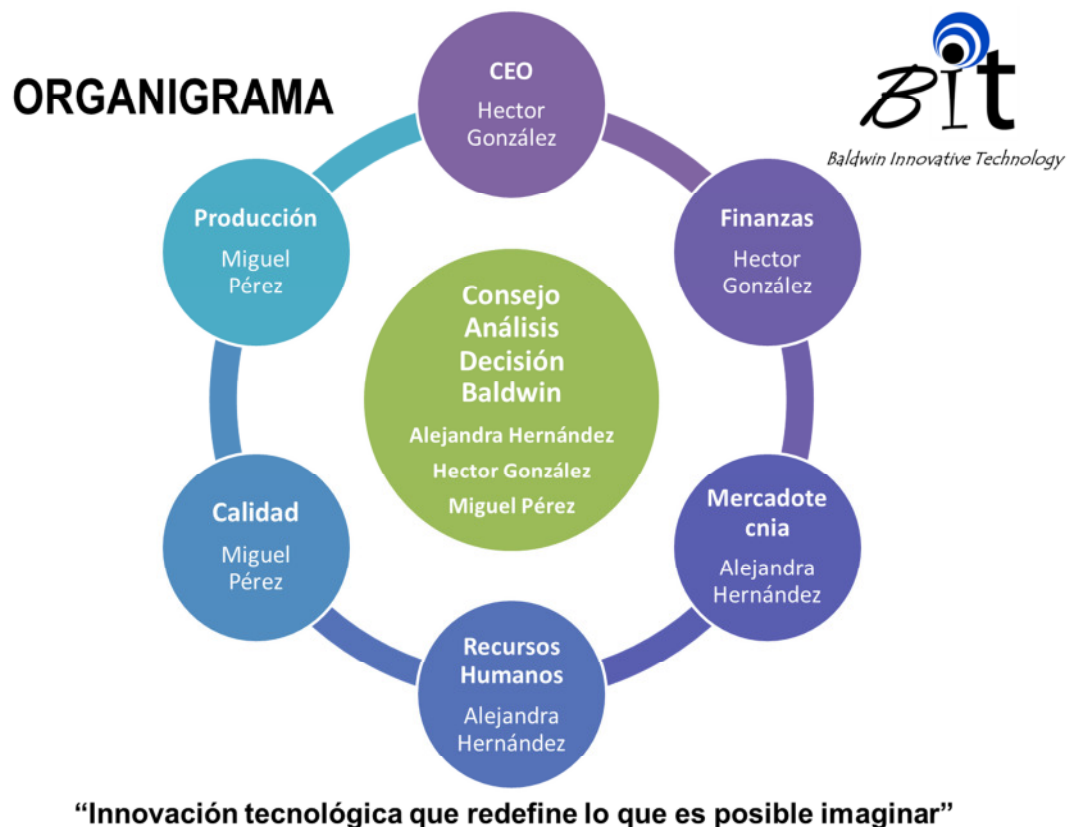 ORGANIGRAMA
BIt
Baldwin Innovative Technology
CEO
Hector
González
Finanzas
Hector
González
Mercadote
cnia
Alejandra
Hernández
Recursos
Humanos
Alejandra
Hernández
Calidad
Miguel
Pérez
Producción
Miguel
Pérez
Consejo
Análisis
Decisión
Baldwin
Alejandra Hernández
Hector González
Miguel Pérez
“Innovación tecnológica que redefine lo que es posible imaginar”